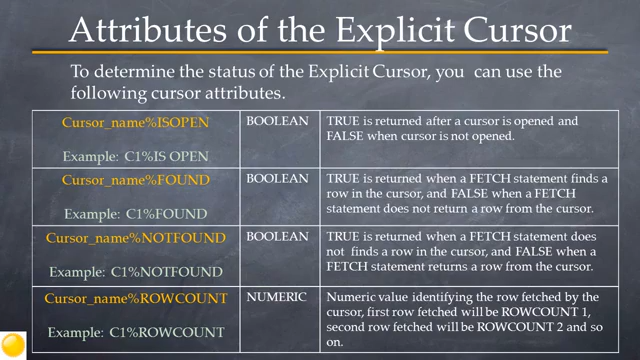 Attributes of the Explicit Cursor
To determine the status of the Explicit Cursor, you can use the
following cursor attributes.
Cursor_name%ISOPEN
Example: C1%IS OPEN
BOOLEAN
TRUE is returned after a cursor is opened and
FALSE when cursor is not opened.
Cursor_name%FOUND
Example: C1%FOUND
BOOLEAN
TRUE is returned when a FETCH statement finds a
row in the cursor, and FALSE when a FETCH
statement does not return a row from the cursor.
Cursor_name%NOTFOUND
Example: C1%NOTFOUND
BOOLEAN
TRUE is returned when a FETCH statement does
not finds a row in the cursor, and FALSE when a
FETCH statement returns a row from the cursor.
Cursor_name%ROWCOUNT
Example: C1%ROWCOUNT
NUMERIC
Numeric value identifying the row fetched by the
cursor, first row fetched will be ROWCOUNT 1,
second row fetched will be ROWCOUNT 2 and so
on.